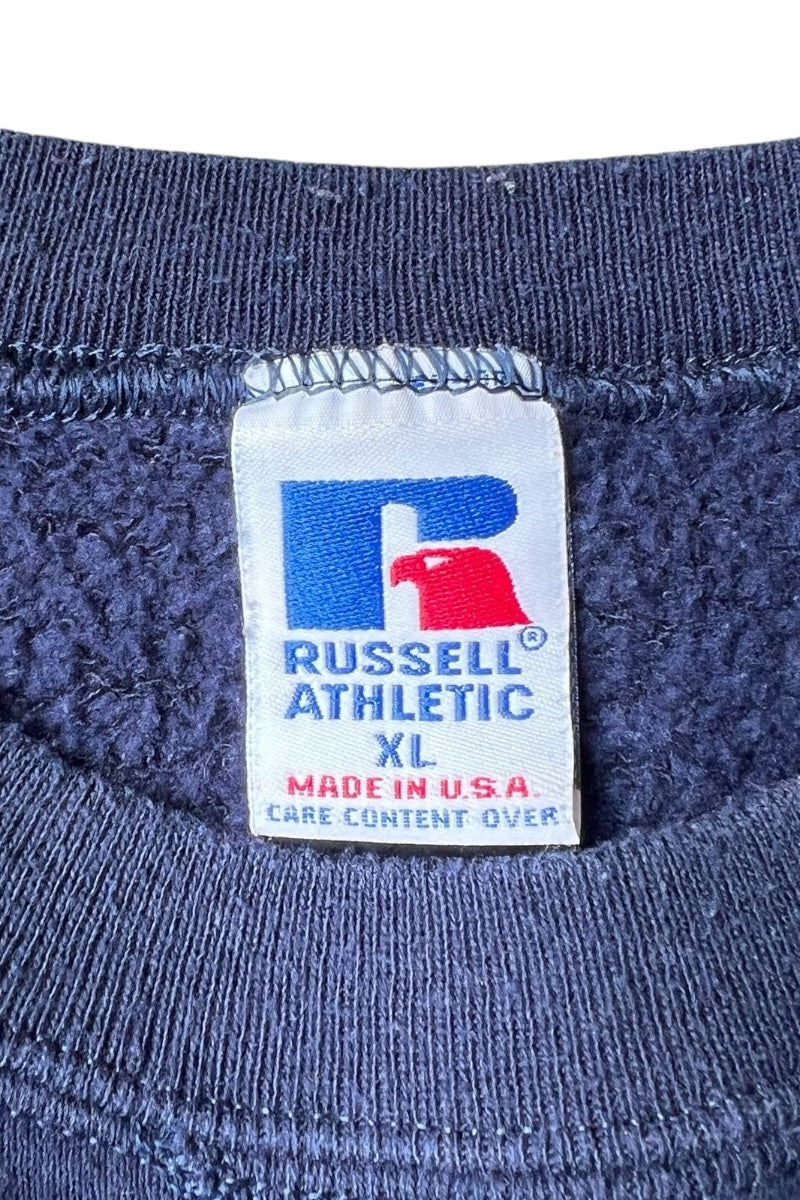 RUSSELL®
ATHLETIC
XL
MADE IN U.S.A.
CARE CONTENT OVER